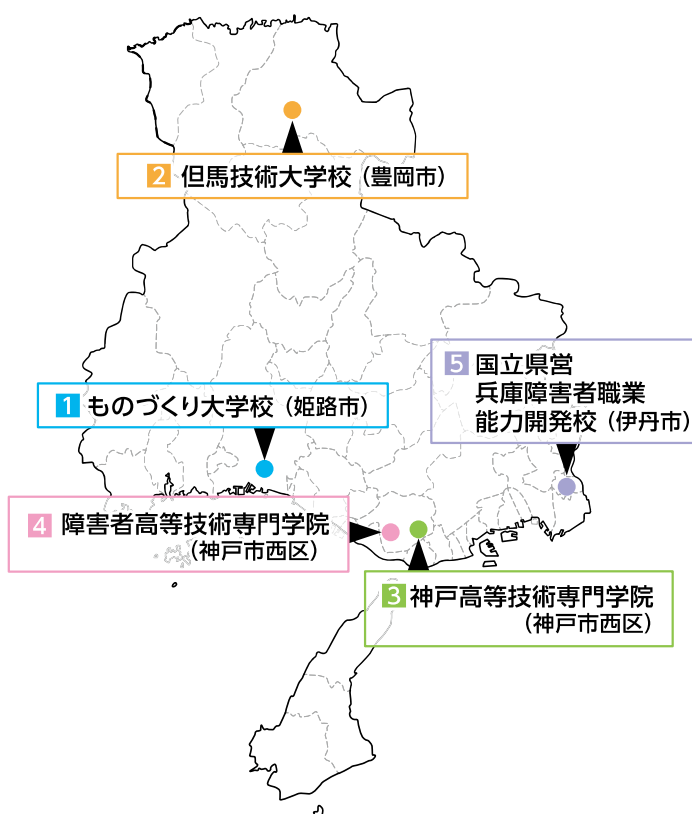 2 但馬技術大学校（豊岡市）
5 国立県営
兵庫障害者職業
能力開発校（伊丹市）
1 ものづくり大学校（姫路市）
4 障害者高等技術専門学院
（神戸市西区）
3 神戸高等技術専門学院
（神戸市西区）